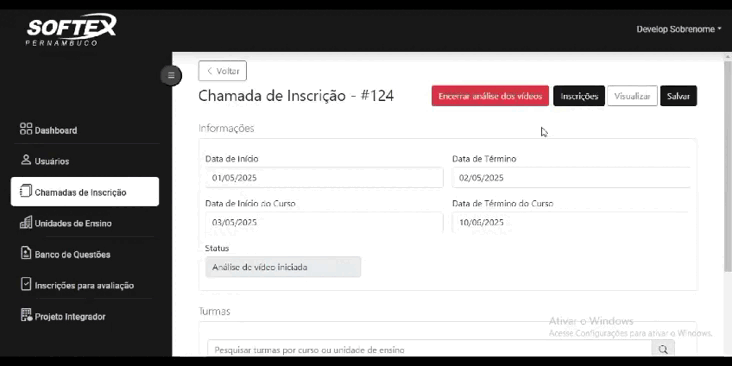 SOFTEX
PERNAMBUCO
Develop Sobrenome
Voltar
Chamada de Inscrição - #124
Encerrar análise dos vídeos
Inscrições
Visualizar
Salvar
Dashboard
Usuários
Chamadas de Inscrição
Unidades de Ensino
Banco de Questões
Inscrições para avaliação
Projeto Integrador
Informações
Data de Início
Data de Término
01/05/2025
02/05/2025
Data de Início do Curso
Data de Término do Curso
03/05/2025
10/06/2025
Status
Análise de vídeo iniciada
Turmas
Pesquisar turmas por curso ou unidade de ensino
Ativar o Windows
Acesse Configurações para ativar o Windows.